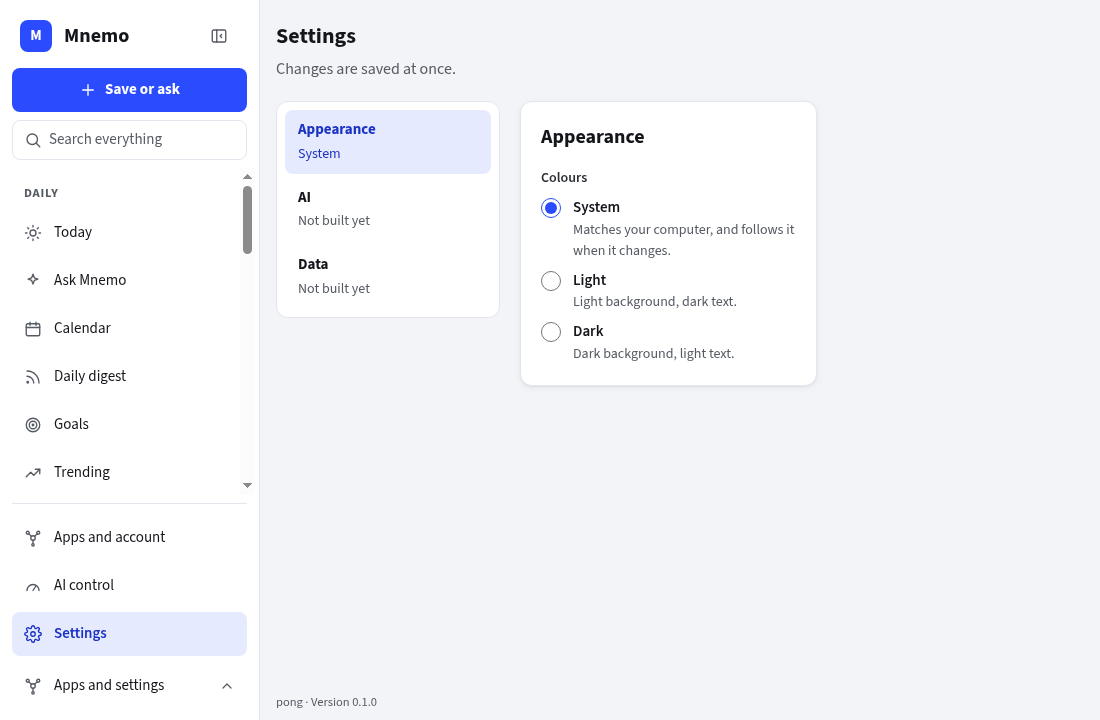 M
Mnemo
Save or ask
Search everything
DAILY
Today
Ask Mnemo
Calendar
Daily digest
Goals
Trending
Apps and account
AI control
Settings
Apps and settings
Settings
Changes are saved at once.
Appearance
System
AI
Not built yet
Data
Not built yet
Appearance
Colours
System
Matches your computer, and follows it
when it changes.
Light
Light background, dark text.
Dark
Dark background, light text.
pong · Version 0.1.0